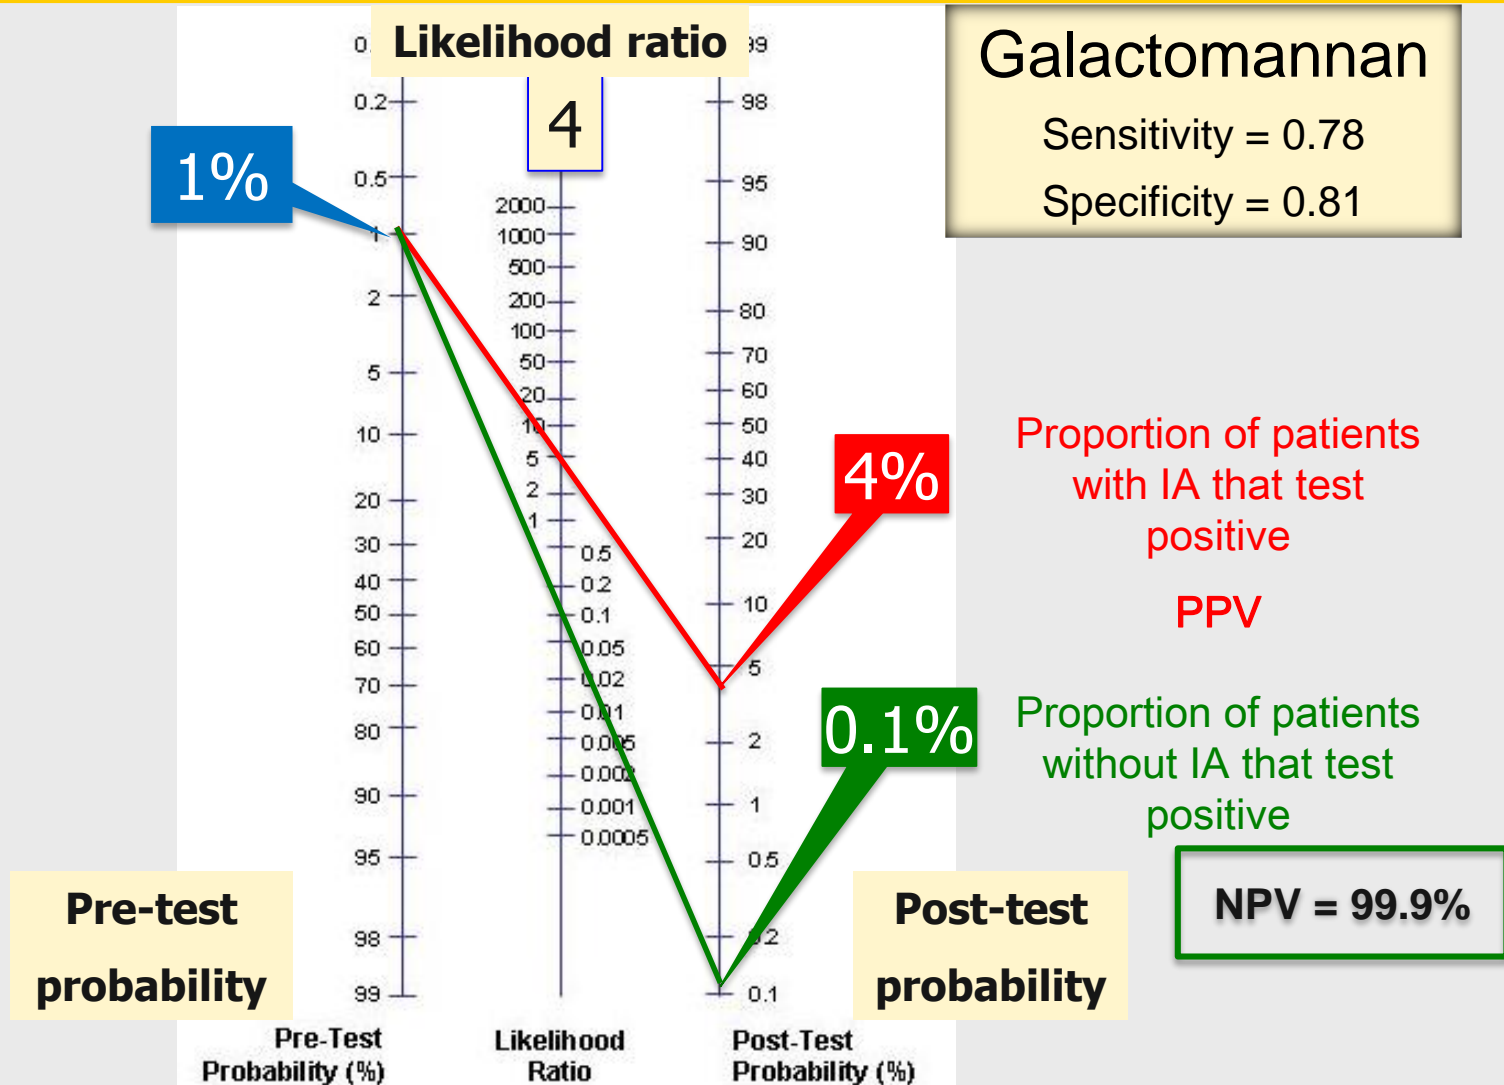 Likelihood ratio
4
Galactomannan
Sensitivity = 0.78
Specificity = 0.81
1%
0.
0.2
0.5
1
2
5
10
20
30
40
50
60
70
80
90
95
98
99
2000
1000
500
200
100
50
20
10
5
2
1
0.5
0.2
0.1
0.05
0.02
0.01
0.005
0.002
0.001
0.0005
99
98
95
90
80
70
60
50
40
30
20
10
5
2
1
0.5
0.2
0.1
4%
0.1%
Proportion of patients
with IA that test
positive
PPV
Proportion of patients
without IA that test
positive
NPV = 99.9%
Pre-test
probability
Post-test
probability
Pre-Test
Probability (%)
Likelihood
Ratio
Post-Test
Probability (%)